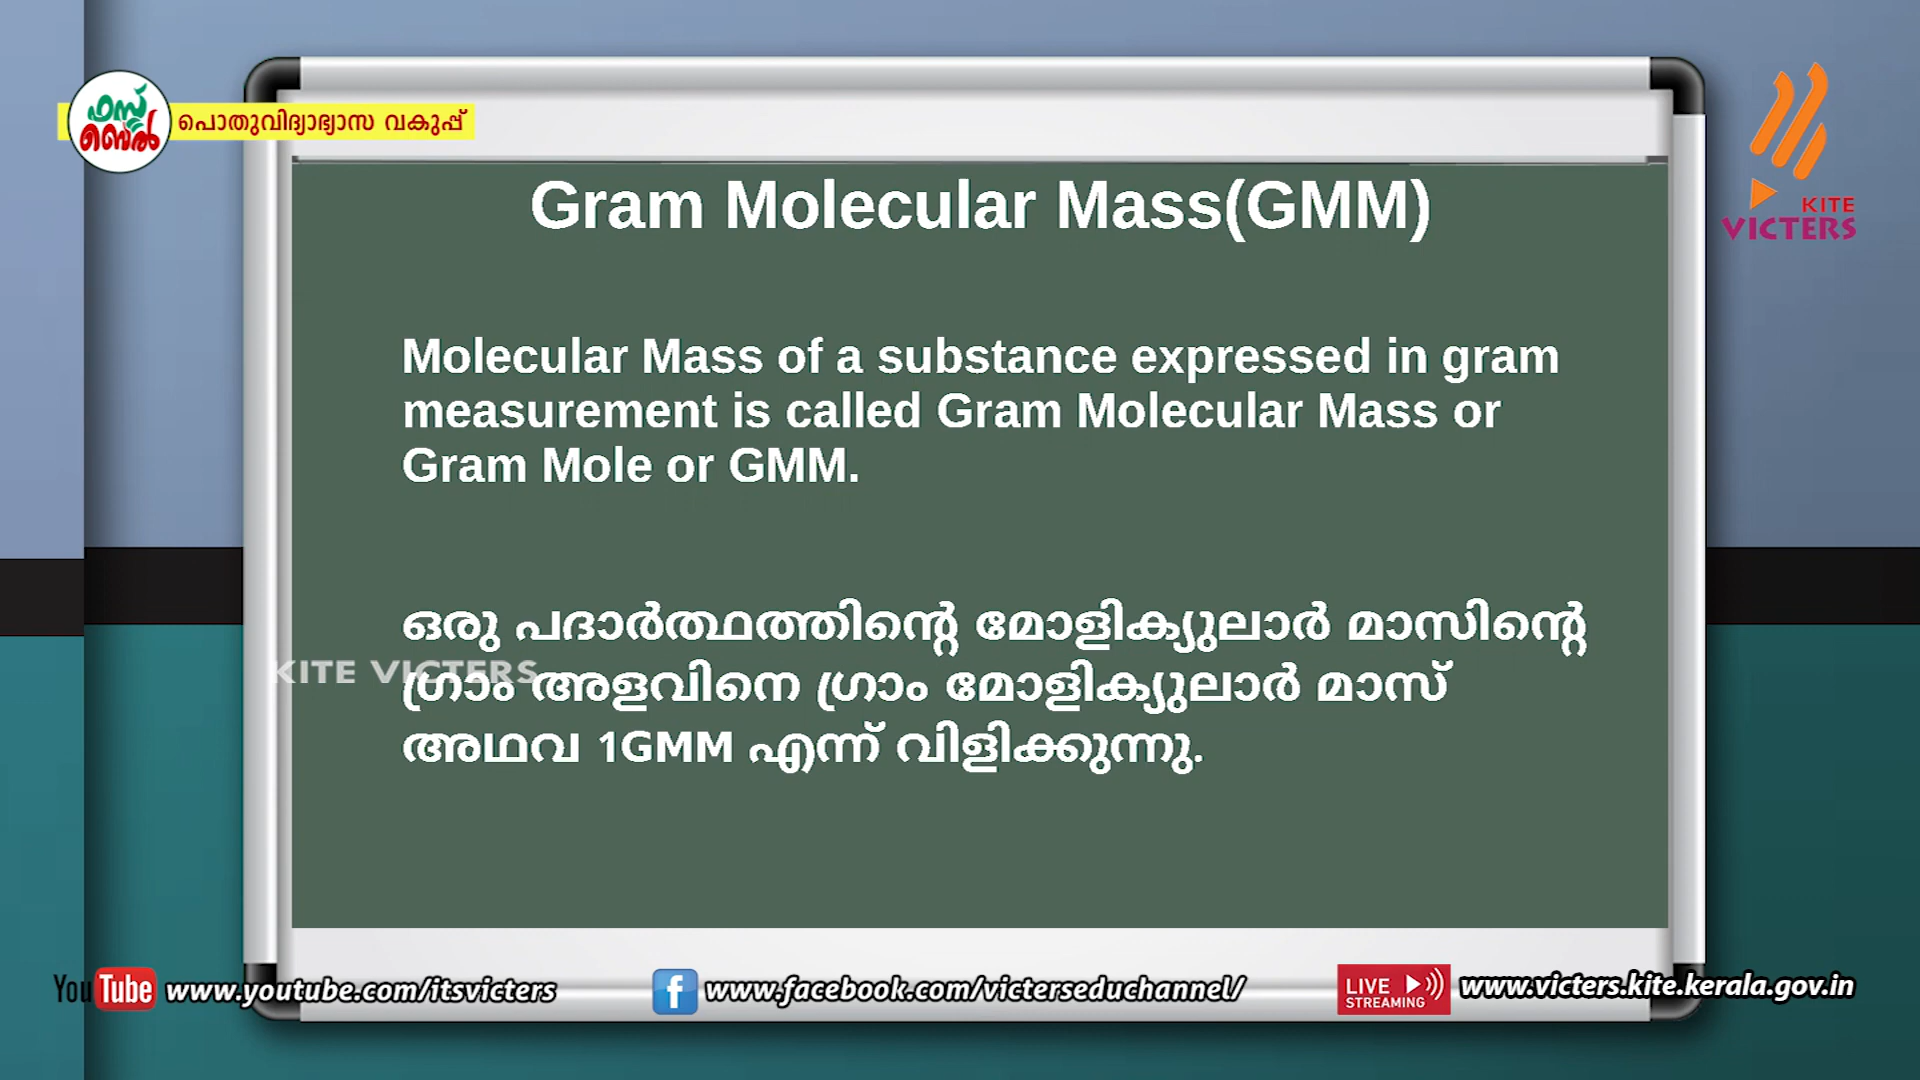 ഫസ്റ്റ്
ബെൽ
പൊതുവിദ്യാഭ്യാസ വകുപ്പ്
KITE
VICTERS
Gram Molecular Mass(GMM)
Molecular Mass of a substance expressed in gram
measurement is called Gram Molecular Mass or
Gram Mole or GMM.
ഒരു പദാർത്ഥത്തിന്റെ മോളിക്യുലാർ മാസിന്റെ
KITE VICTERS
ഗ്രാം അളവിനെ ഗ്രാം മോളിക്യുലാർ മാസ്
അഥവ 1GMM എന്ന് വിളിക്കുന്നു.
YouTube www.youtube.com/itsvicters
f www.facebook.com/victerseduchannel/
LIVE
STREAMING
www.victers.kite.kerala.gov.in